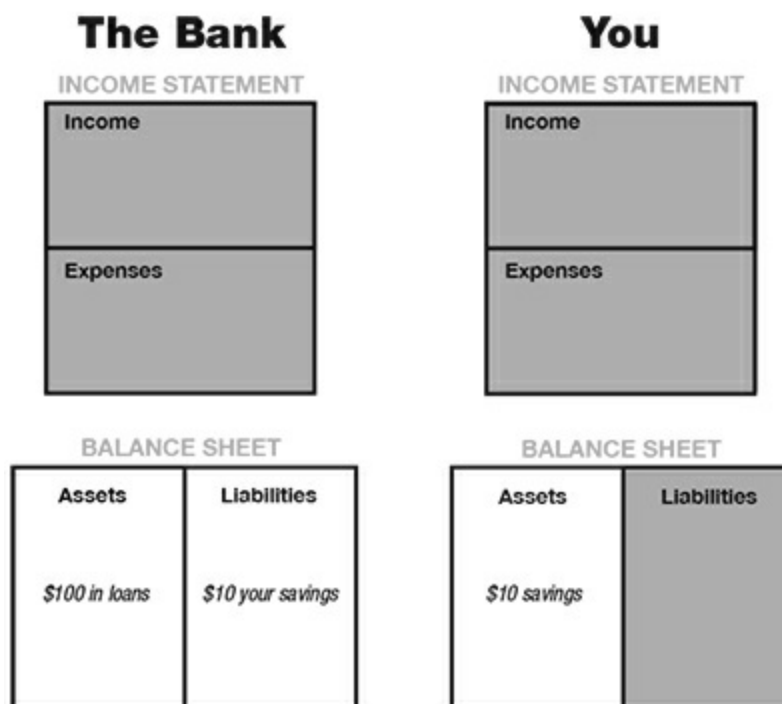 The Bank
INCOME STATEMENT
Income
Expenses
BALANCE SHEET
Assets
Liabilities
$100 in loans
$10 your savings
You
INCOME STATEMENT
Income
Expenses
BALANCE SHEET
Assets
Liabilities
$10 savings